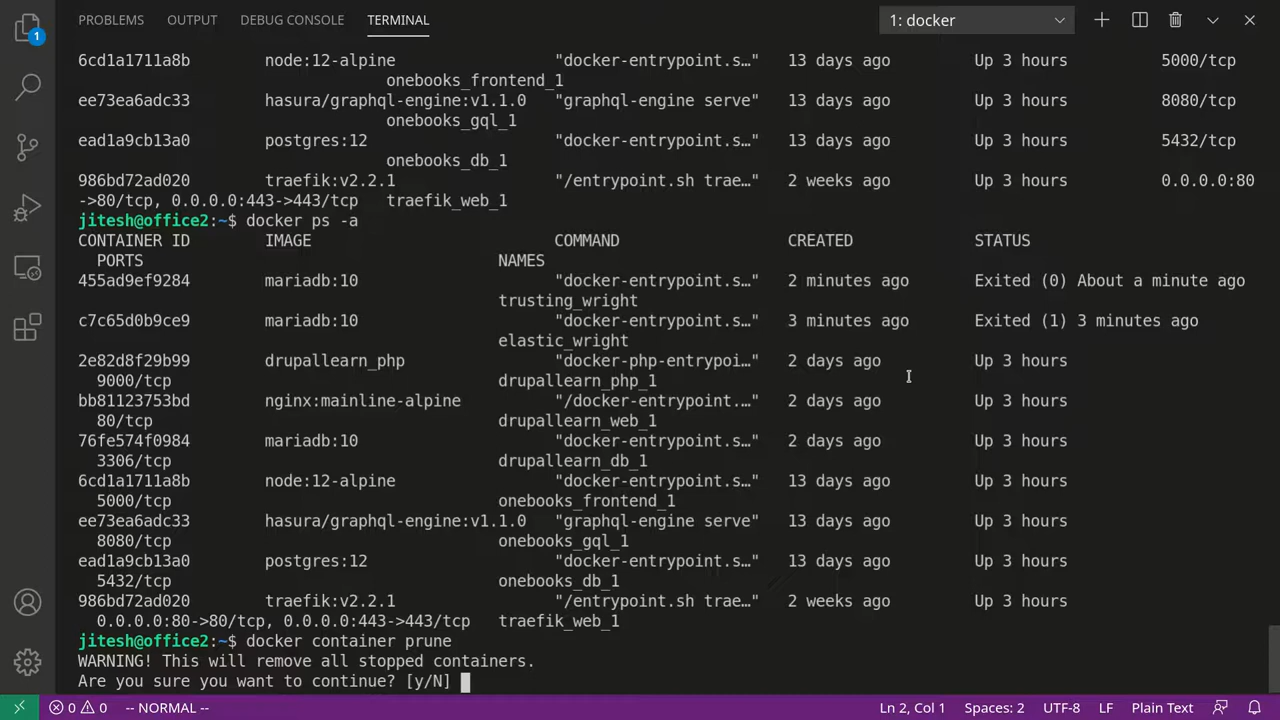 PROBLEMS OUTPUT DEBUG CONSOLE TERMINAL 1: docker
1
6cd1a1711a8b node:12-alpine "docker-entrypoint.s…" 13 days ago Up 3 hours 5000/tcp
onebooks_frontend_1
ee73ea6adc33 hasura/graphql-engine:v1.1.0 "graphql-engine serve" 13 days ago Up 3 hours 8080/tcp
onebooks_gql_1
ead1a9cb13a0 postgres:12 "docker-entrypoint.s…" 13 days ago Up 3 hours 5432/tcp
onebooks_db_1
986bd72ad020 traefik:v2.2.1 "/entrypoint.sh trae…" 2 weeks ago Up 3 hours 0.0.0.0:80
->80/tcp, 0.0.0.0:443->443/tcp traefik_web_1
jitesh@office2:~$ docker ps -a
CONTAINER ID IMAGE COMMAND CREATED STATUS
PORTS NAMES
455ad9ef9284 mariadb:10 "docker-entrypoint.s…" 2 minutes ago Exited (0) About a minute ago
trusting_wright
c7c65d0b9ce9 mariadb:10 "docker-entrypoint.s…" 3 minutes ago Exited (1) 3 minutes ago
elastic_wright
2e82d8f29b99 drupallearn_php "docker-php-entrypoi…" 2 days ago Up 3 hours
9000/tcp drupallearn_php_1
bb81123753bd nginx:mainline-alpine "/docker-entrypoint.…" 2 days ago Up 3 hours
80/tcp drupallearn_web_1
76fe574f0984 mariadb:10 "docker-entrypoint.s…" 2 days ago Up 3 hours
3306/tcp drupallearn_db_1
6cd1a1711a8b node:12-alpine "docker-entrypoint.s…" 13 days ago Up 3 hours
5000/tcp onebooks_frontend_1
ee73ea6adc33 hasura/graphql-engine:v1.1.0 "graphql-engine serve" 13 days ago Up 3 hours
8080/tcp onebooks_gql_1
ead1a9cb13a0 postgres:12 "docker-entrypoint.s…" 13 days ago Up 3 hours
5432/tcp onebooks_db_1
986bd72ad020 traefik:v2.2.1 "/entrypoint.sh trae…" 2 weeks ago Up 3 hours
0.0.0.0:80->80/tcp, 0.0.0.0:443->443/tcp traefik_web_1
jitesh@office2:~$ docker container prune
WARNING! This will remove all stopped containers.
Are you sure you want to continue? [y/N]
0 0 -- NORMAL -- Ln 2, Col 1 Spaces: 2 UTF-8 LF Plain Text